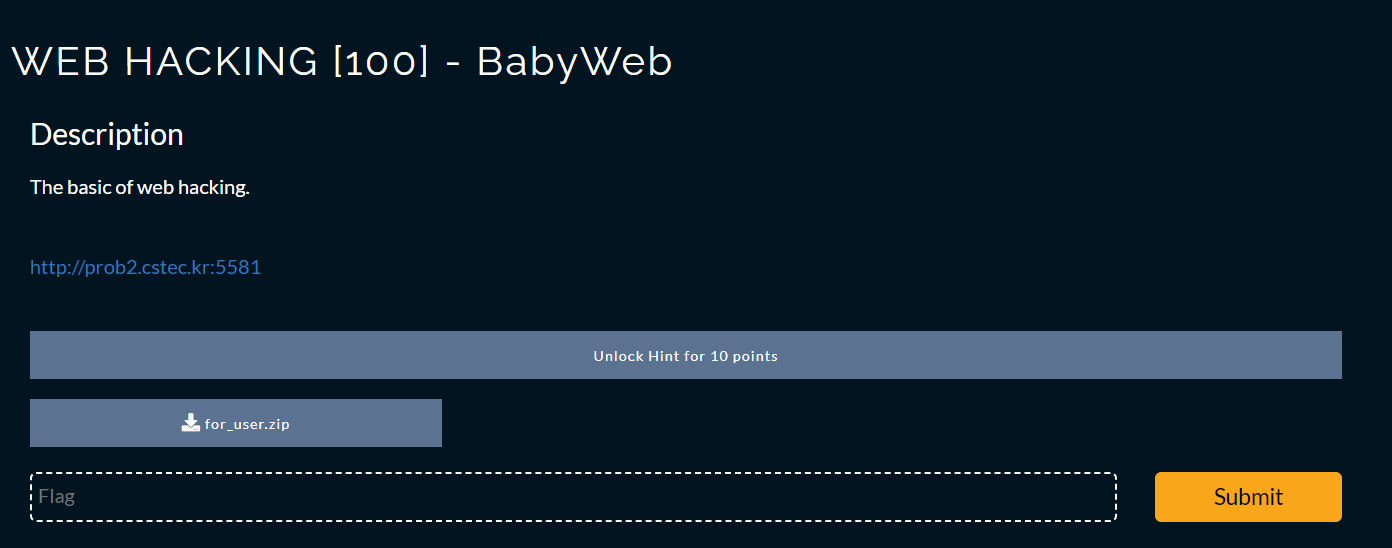 WEB HACKING [100] - BabyWeb
Description
The basic of web hacking.
http://prob2.cstec.kr:5581
Unlock Hint for 10 points
for_user.zip
Flag
Submit